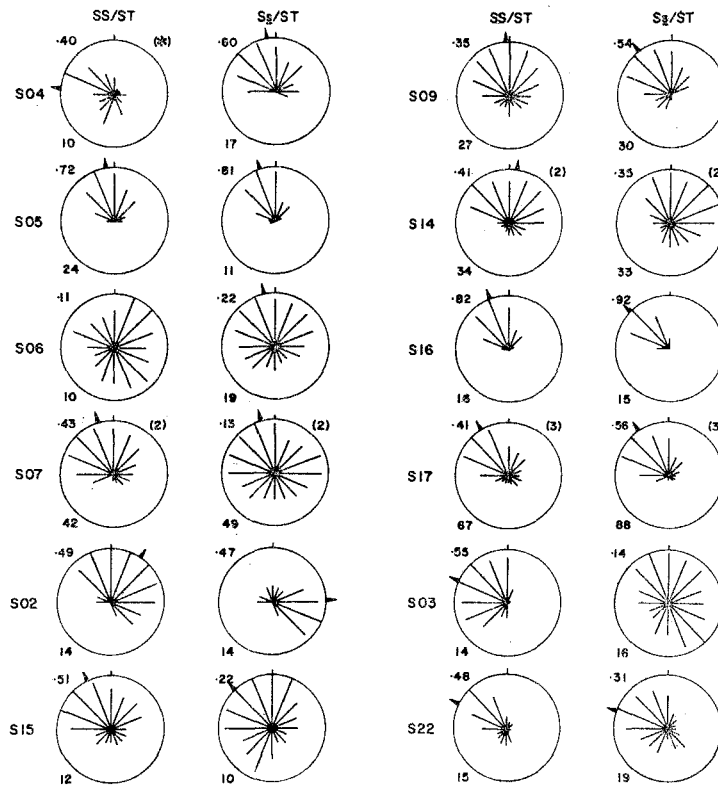 SS/ST Ss/ST SS/ST Ss/ST
·40 (*) ·60 ·35 ·54
S04 S09
10 17 27 30
·72 ·81 ·41 (2) ·35 (2
S05 S14
24 11 34 33
·11 ·22 ·82 ·92
S06 S16
10 19 16 15
·43 (2) ·13 (2) ·41 (3) ·56 (3
S07 S17
42 49 67 88
·49 ·47 ·55 ·14
S02 S03
14 14 14 16
·51 ·22 ·48 ·31
S15 S22
12 10 15 19